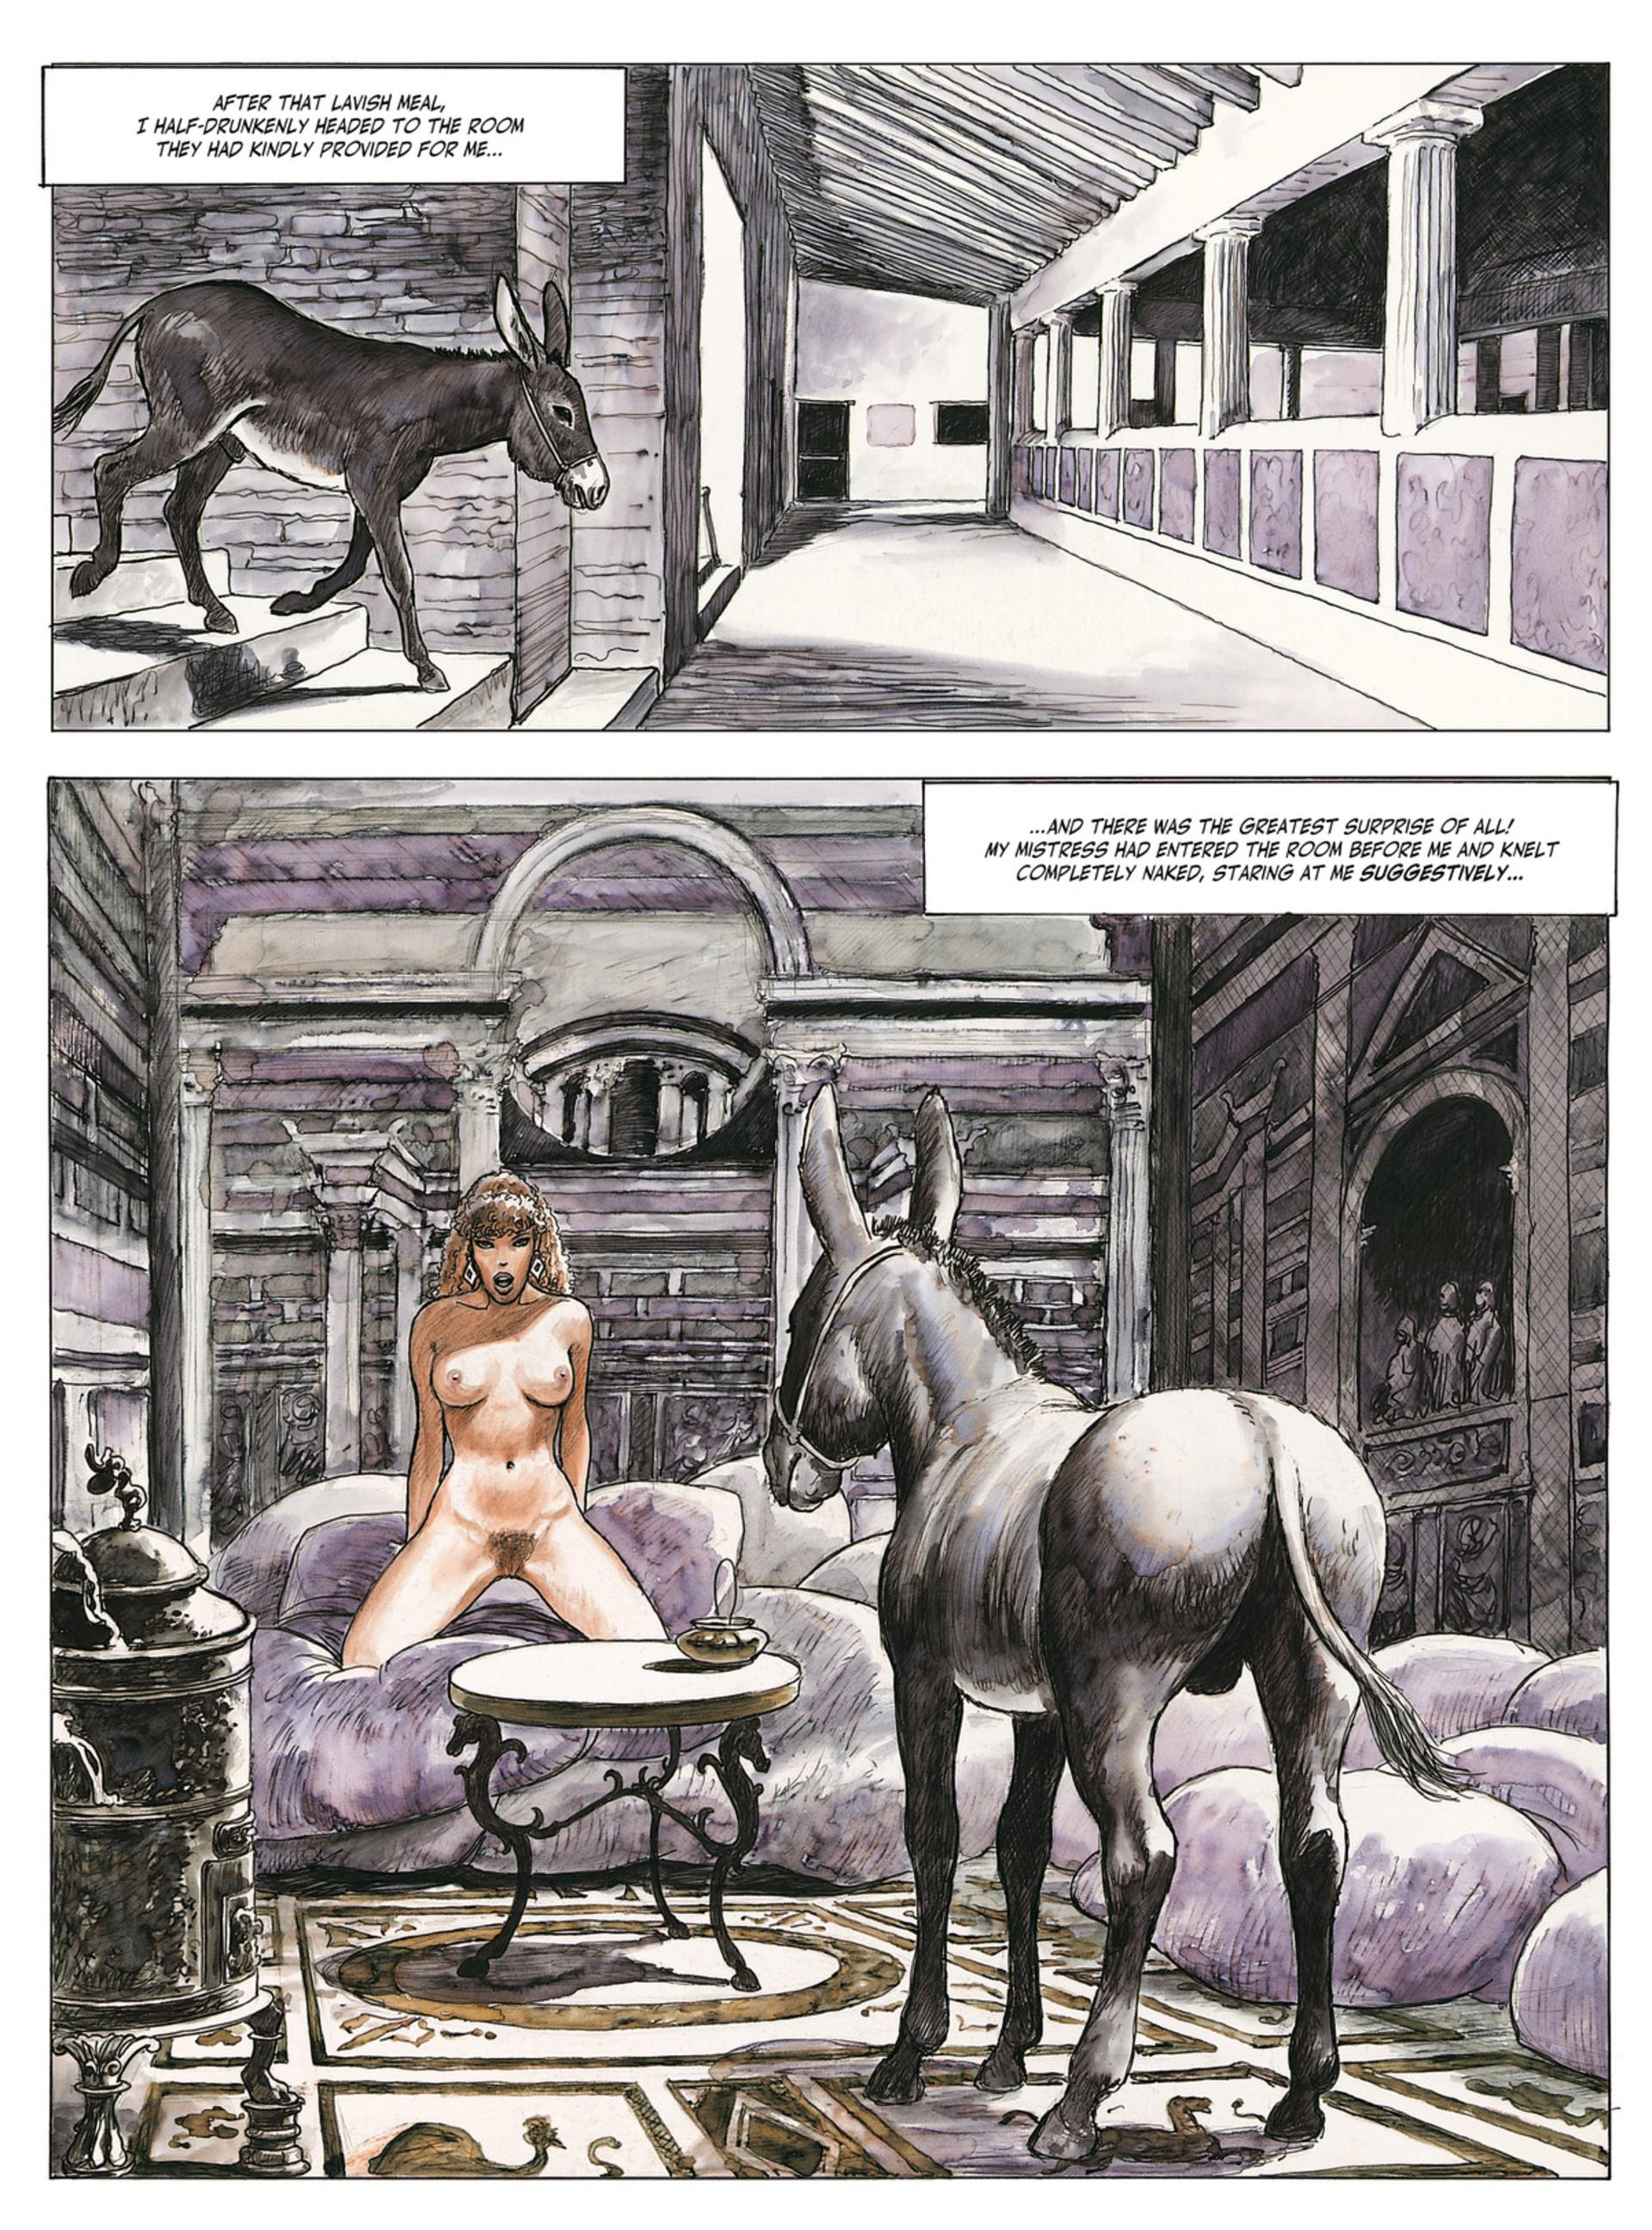 AFTER THAT LAVISH MEAL,
I HALF-DRUNKENLY HEADED TO THE ROOM
THEY HAD KINDLY PROVIDED FOR ME...
...AND THERE WAS THE GREATEST SURPRISE OF ALL!
MY MISTRESS HAD ENTERED THE ROOM BEFORE ME AND KNELT
COMPLETELY NAKED, STARING AT ME SUGGESTIVELY...